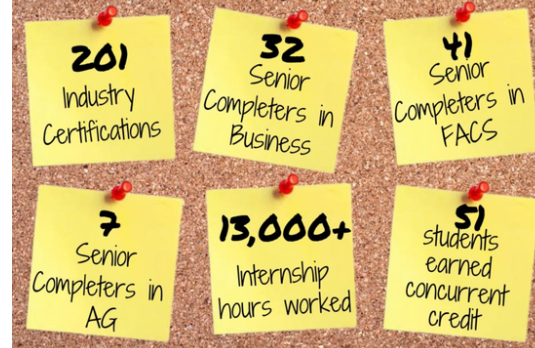 201
Industry
Certifications
32
Senior
Completers in
Business
41
Senior
Completers in
FACS
7
Senior
Completers in
AG
13,000+
Internship
hours worked
51
students
earned
concurrent
credit